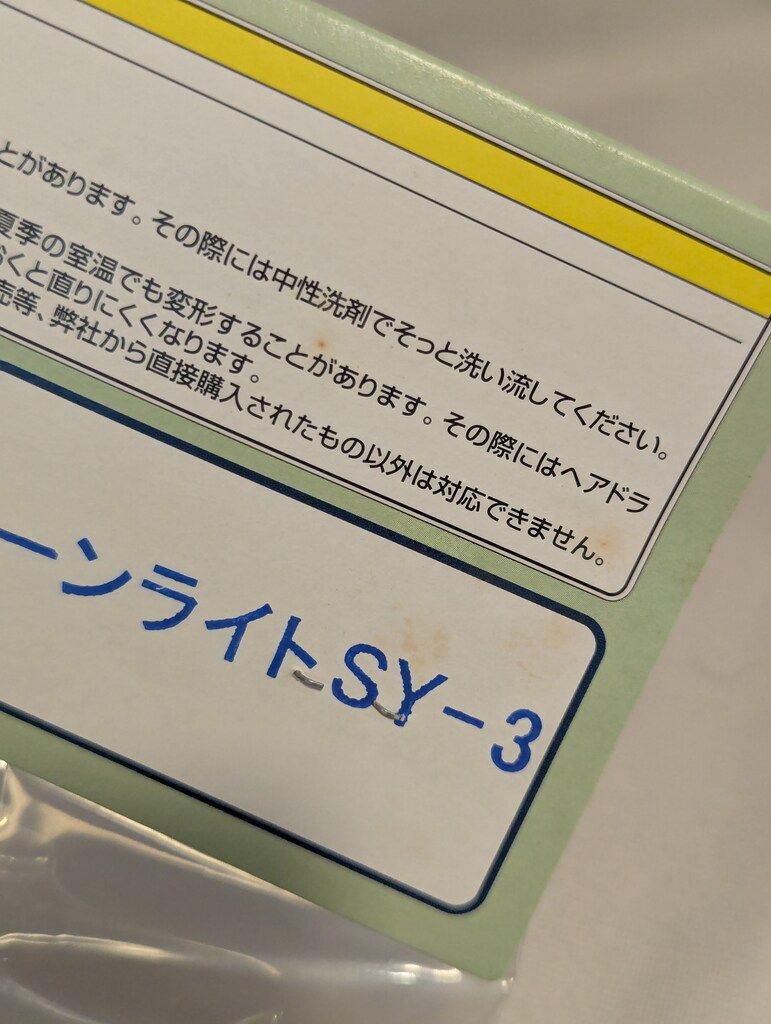 とがあります。その際には中性洗剤でそっと洗い流してください。
夏季の室温でも変形することがあります。その際にはヘアドラ
おくと直りにくくなります。
売等、弊社から直接購入されたもの以外は対応できません。
ーンライトSY-3